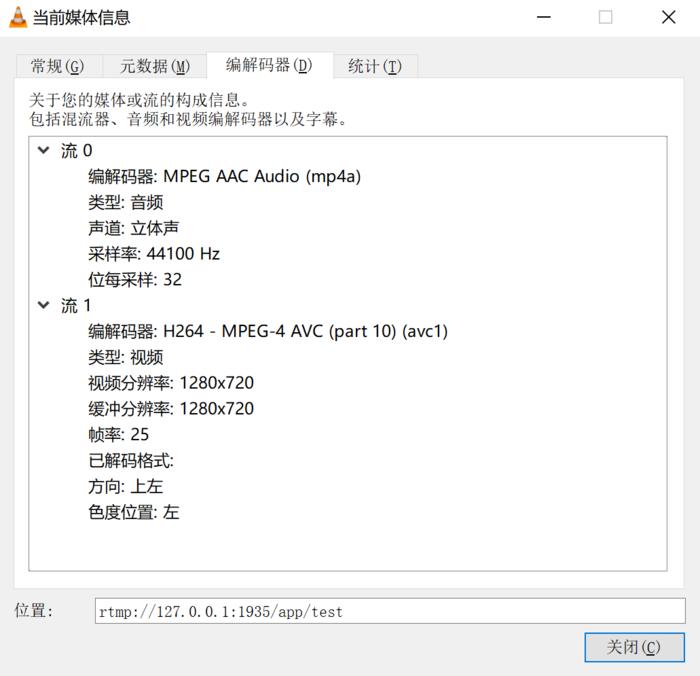 当前媒体信息
常规(G) 元数据(M) 编解码器(D) 统计(T)
关于您的媒体或流的构成信息。
包括混流器、音频和视频编解码器以及字幕。
流 0
编解码器: MPEG AAC Audio (mp4a)
类型: 音频
声道: 立体声
采样率: 44100 Hz
位每采样: 32
流 1
编解码器: H264 - MPEG-4 AVC (part 10) (avc1)
类型: 视频
视频分辨率: 1280x720
缓冲分辨率: 1280x720
帧率: 25
已解码格式:
方向: 上左
色度位置: 左
位置: rtmp://127.0.0.1:1935/app/test
关闭(C)